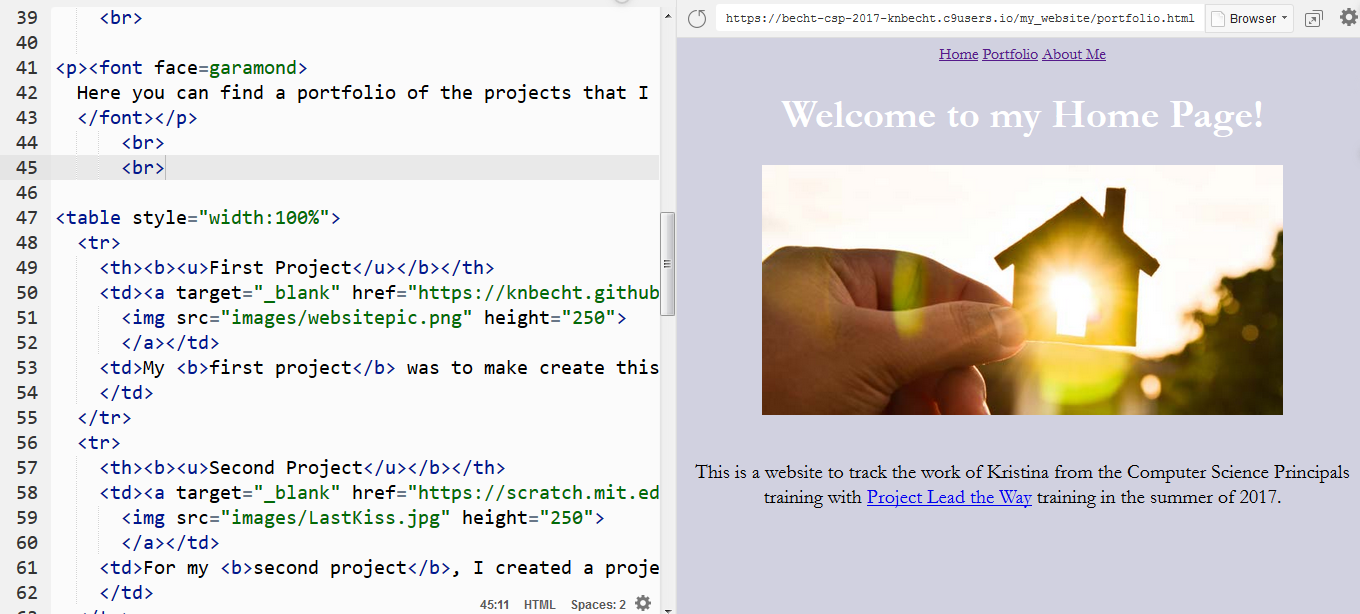 39 <br>
40
41 <p><font face=garamond>
42 Here you can find a portfolio of the projects that I
43 </font></p>
44 <br>
45 <br>
46
47 <table style="width:100%">
48 <tr>
49 <th><b><u>First Project</u></b></th>
50 <td><a target="_blank" href="https://knbecht.github
51 <img src="images/websitepic.png" height="250">
52 </a></td>
53 <td>My <b>first project</b> was to make create this
54 </td>
55 </tr>
56 <tr>
57 <th><b><u>Second Project</u></b></th>
58 <td><a target="_blank" href="https://scratch.mit.ed
59 <img src="images/LastKiss.jpg" height="250">
60 </a></td>
61 <td>For my <b>second project</b>, I created a proje
62 </td>
45:11 HTML Spaces: 2
https://becht-csp-2017-knbecht.c9users.io/my_website/portfolio.html Browser
Home Portfolio About Me
Welcome to my Home Page!
This is a website to track the work of Kristina from the Computer Science Principals
training with Project Lead the Way training in the summer of 2017.